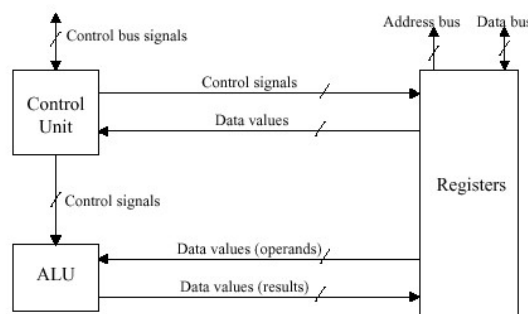 Address bus
Data bus
Control bus signals
Control
Unit
Control signals
Data values
Registers
Control signals
ALU
Data values (operands)
Data values (results)